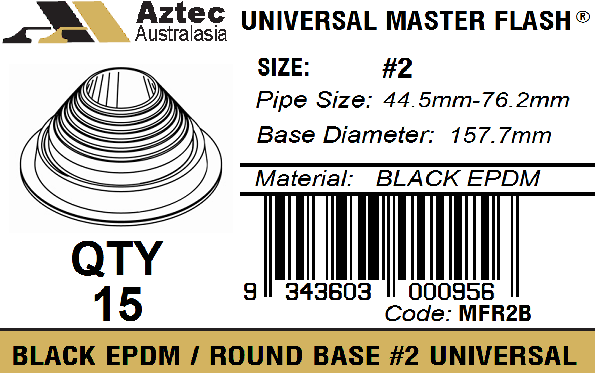 Aztec
Australasia
UNIVERSAL MASTER FLASH®
SIZE: #2
Pipe Size: 44.5mm-76.2mm
Base Diameter: 157.7mm
Material: BLACK EPDM
QTY
15
9 343603 000956
Code: MFR2B
BLACK EPDM / ROUND BASE #2 UNIVERSAL